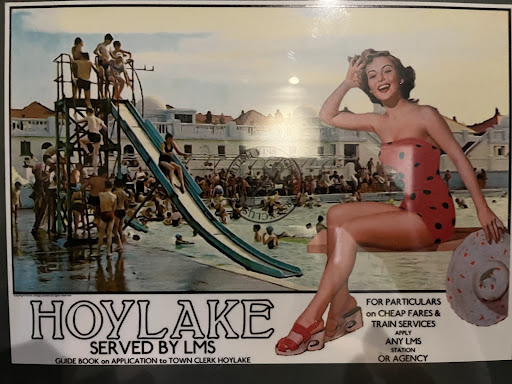 HOYLAKE
SERVED BY LMS
GUIDE BOOK on APPLICATION to TOWN CLERK HOYLAKE
FOR PARTICULARS
on CHEAP FARES &
TRAIN SERVICES
APPLY
ANY LMS
STATION
OR AGENCY